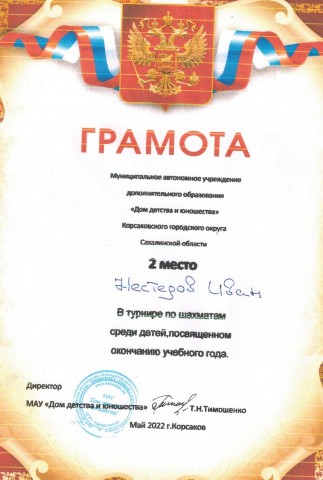 ГРАМОТА
Муниципальное автономное учреждение
дополнительного образования
«Дом детства и юношества»
Корсаковского городского округа
Сахалинской области
2 место
Нестеров Иван
В турнире по шахматам
среди детей,посвященном
окончанию учебного года.
Директор
МАУ «Дом детства и юношества» Т.Н.Тимошенко
Май 2022 г.Корсаков